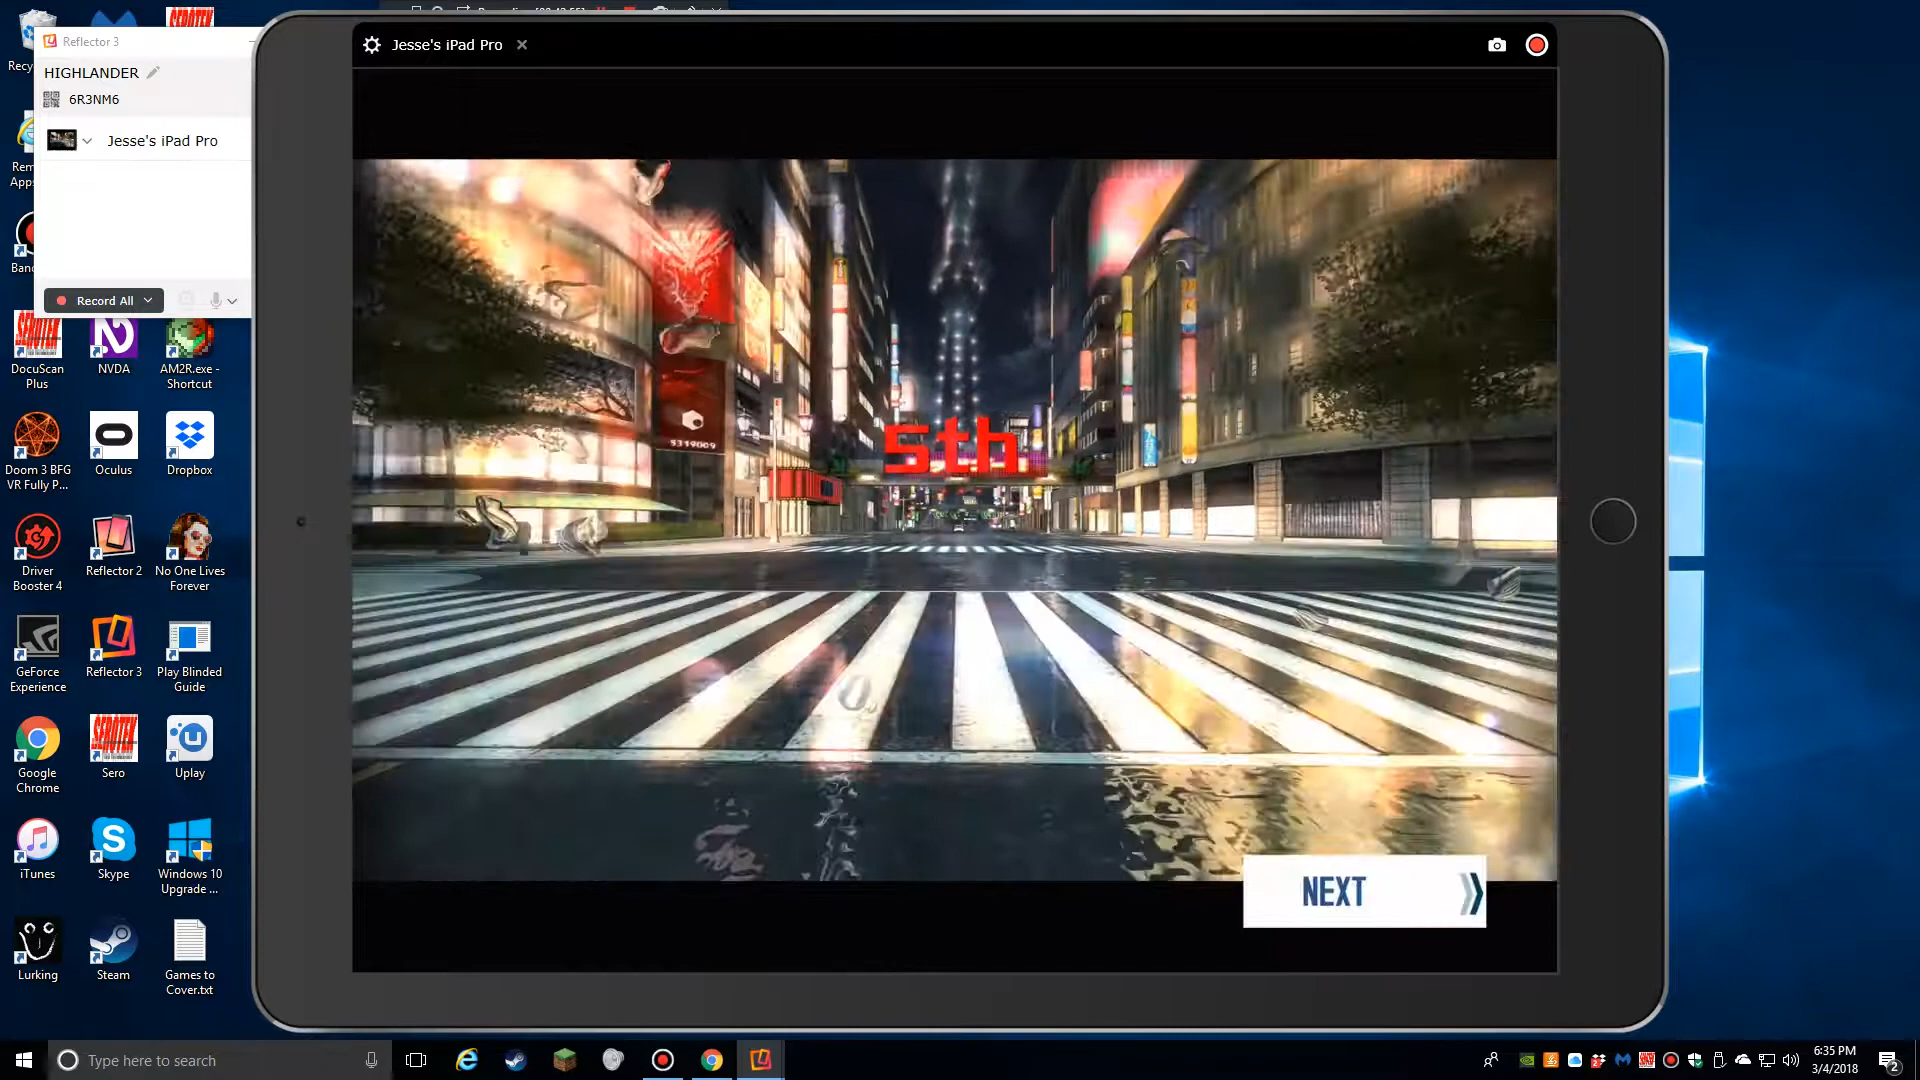 Reflector 3
HIGHLANDER
6R3NM6
Jesse's iPad Pro
Record All
Jesse's iPad Pro
5th
5319009
NEXT
DocuScan
Plus
NVDA
AM2R.exe -
Shortcut
Doom 3 BFG
VR Fully P...
Oculus
Dropbox
Driver
Booster 4
Reflector 2
No One Lives
Forever
GeForce
Experience
Reflector 3
Play Blinded
Guide
Google
Chrome
SEROTEK
Sero
Uplay
iTunes
Skype
Windows 10
Upgrade ...
Lurking
Steam
Games to
Cover.txt
Type here to search
6:35 PM
3/4/2018
2